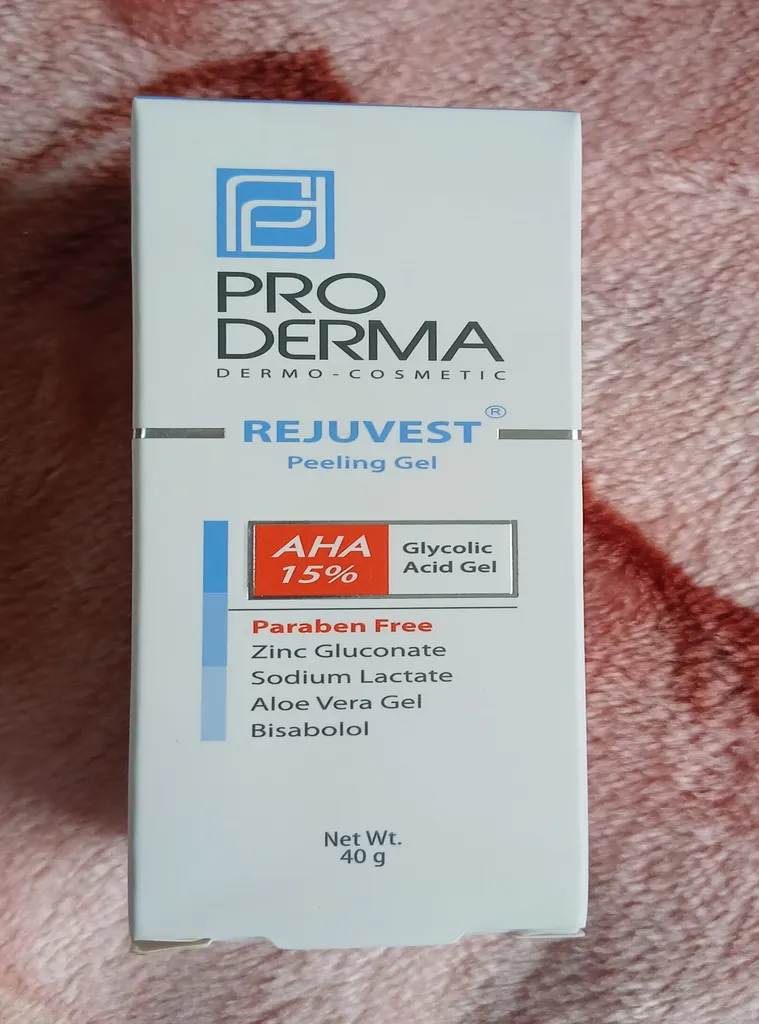 PRO
DERMA
DERMO-COSMETIC
REJUVEST®
Peeling Gel
AHA
15%
Glycolic
Acid Gel
Paraben Free
Zinc Gluconate
Sodium Lactate
Aloe Vera Gel
Bisabolol
Net Wt.
40 g